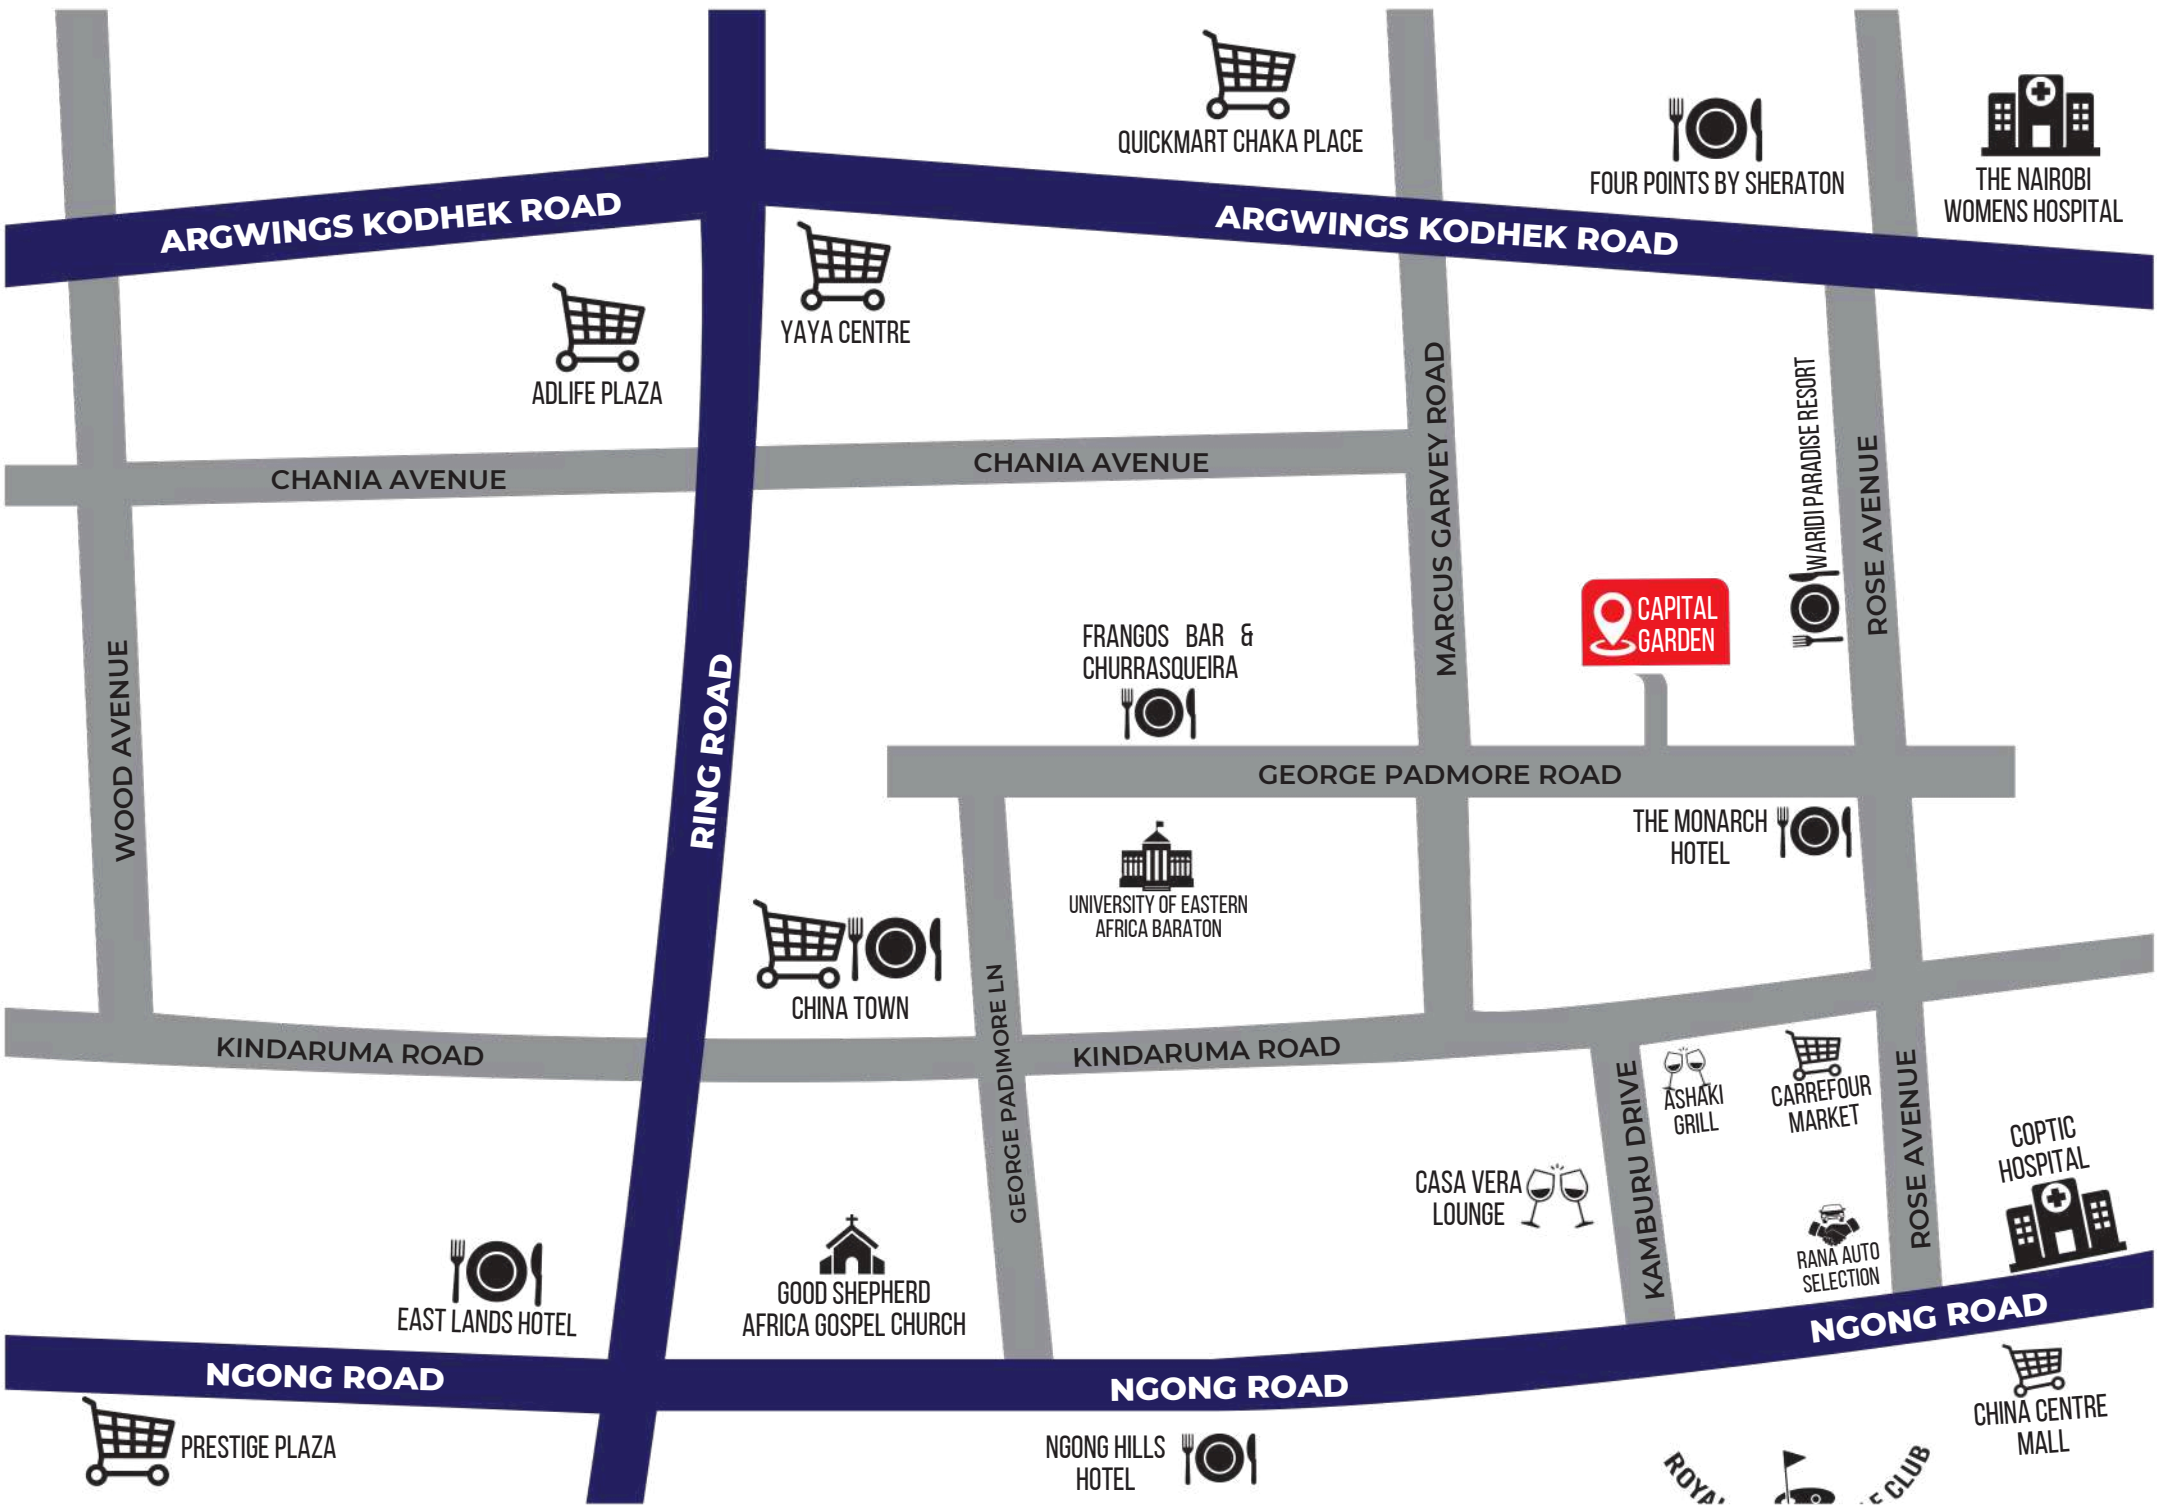 QUICKMART CHAKA PLACE
FOUR POINTS BY SHERATON
THE NAIROBI
WOMENS HOSPITAL
ARGWINGS KODHEK ROAD
ARGWINGS KODHEK ROAD
YAYA CENTRE
ADLIFE PLAZA
MARCUS GARVEY ROAD
WARIDI PARADISE RESORT
ROSE AVENUE
CHANIA AVENUE
CHANIA AVENUE
CAPITAL
GARDEN
FRANGOS BAR &
CHURRASQUEIRA
WOOD AVENUE
RING ROAD
GEORGE PADMORE ROAD
THE MONARCH
HOTEL
UNIVERSITY OF EASTERN
AFRICA BARATON
CHINA TOWN
GEORGE PADIMORE LN
KINDARUMA ROAD
KINDARUMA ROAD
KAMBURU DRIVE
ASHAKI
GRILL
CARREFOUR
MARKET
ROSE AVENUE
COPTIC
HOSPITAL
CASA VERA
LOUNGE
RANA AUTO
SELECTION
EAST LANDS HOTEL
GOOD SHEPHERD
AFRICA GOSPEL CHURCH
NGONG ROAD
NGONG ROAD
NGONG ROAD
PRESTIGE PLAZA
NGONG HILLS
HOTEL
CHINA CENTRE
MALL
CLUB